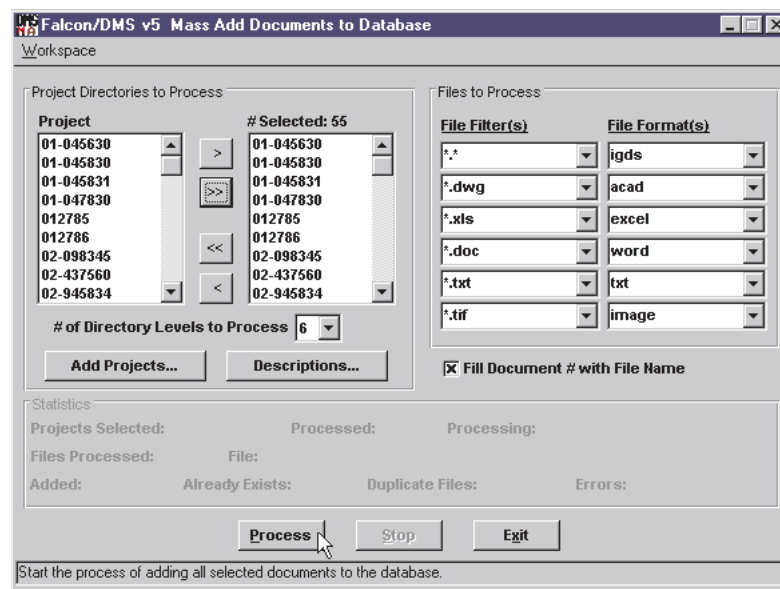 DMS MA Falcon/DMS v5 Mass Add Documents to Database
Workspace
Project Directories to Process
Project # Selected: 55
01-045630 > 01-045630
01-045830 01-045830
01-045831 01-045831
01-047830 >> 01-047830
012785 012785
012786 012786
02-098345 << 02-098345
02-437560 02-437560
02-945834 < 02-945834
# of Directory Levels to Process 6
Add Projects... Descriptions...
Files to Process
File Filter(s) File Format(s)
*.* igds
*.dwg acad
*.xls excel
*.doc word
*.txt txt
*.tif image
Fill Document # with File Name
Statistics
Projects Selected: Processed: Processing:
Files Processed: File:
Added: Already Exists: Duplicate Files: Errors:
Process Stop Exit
Start the process of adding all selected documents to the database.